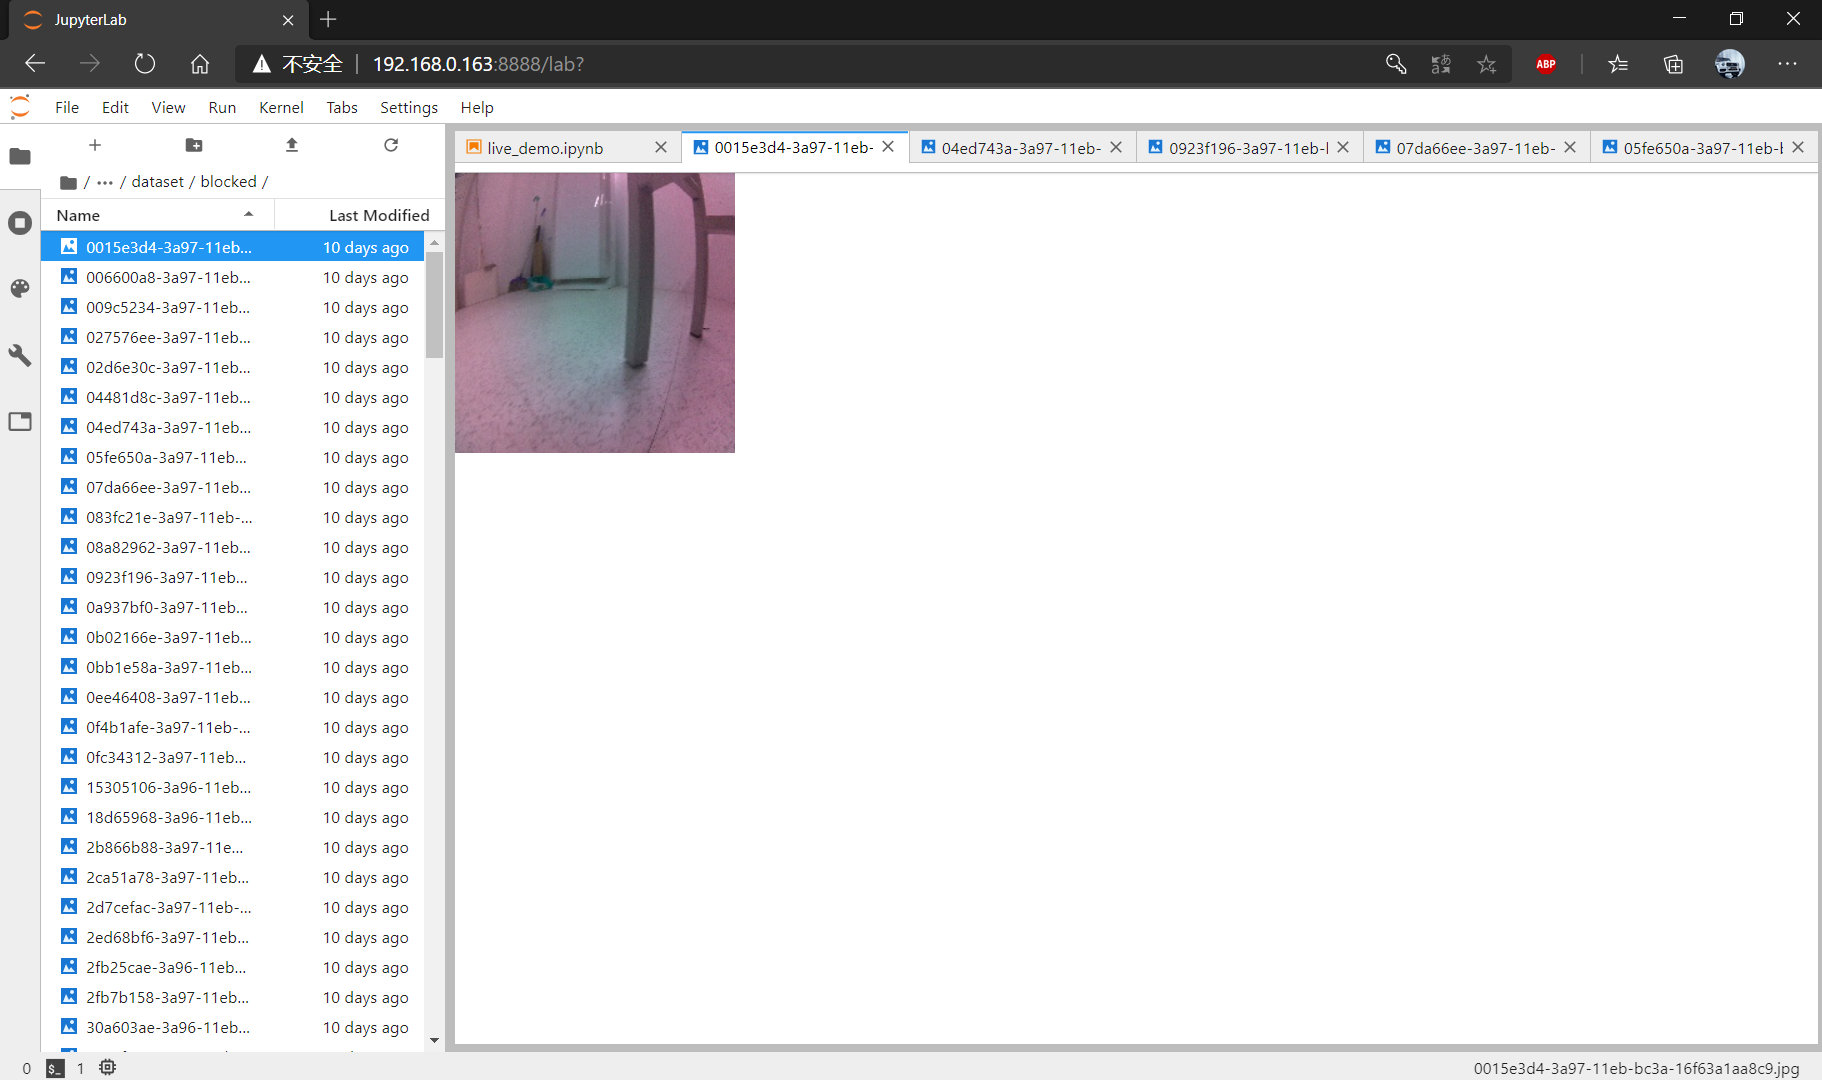 JupyterLab
不安全 | 192.168.0.163:8888/lab?
ABP
File Edit View Run Kernel Tabs Settings Help
/ ··· / dataset / blocked /
Name Last Modified
0015e3d4-3a97-11eb... 10 days ago
006600a8-3a97-11eb... 10 days ago
009c5234-3a97-11eb... 10 days ago
027576ee-3a97-11eb... 10 days ago
02d6e30c-3a97-11eb... 10 days ago
04481d8c-3a97-11eb... 10 days ago
04ed743a-3a97-11eb... 10 days ago
05fe650a-3a97-11eb... 10 days ago
07da66ee-3a97-11eb... 10 days ago
083fc21e-3a97-11eb-... 10 days ago
08a82962-3a97-11eb... 10 days ago
0923f196-3a97-11eb... 10 days ago
0a937bf0-3a97-11eb... 10 days ago
0b02166e-3a97-11eb... 10 days ago
0bb1e58a-3a97-11eb... 10 days ago
0ee46408-3a97-11eb... 10 days ago
0f4b1afe-3a97-11eb-... 10 days ago
0fc34312-3a97-11eb... 10 days ago
15305106-3a96-11eb... 10 days ago
18d65968-3a96-11eb... 10 days ago
2b866b88-3a97-11e... 10 days ago
2ca51a78-3a97-11eb... 10 days ago
2d7cefac-3a97-11eb-... 10 days ago
2ed68bf6-3a97-11eb... 10 days ago
2fb25cae-3a96-11eb... 10 days ago
2fb7b158-3a97-11eb... 10 days ago
30a603ae-3a96-11eb... 10 days ago
live_demo.ipynb 0015e3d4-3a97-11eb- 04ed743a-3a97-11eb- 0923f196-3a97-11eb- 07da66ee-3a97-11eb- 05fe650a-3a97-11eb-
0 $_ 1 0015e3d4-3a97-11eb-bc3a-16f63a1aa8c9.jpg